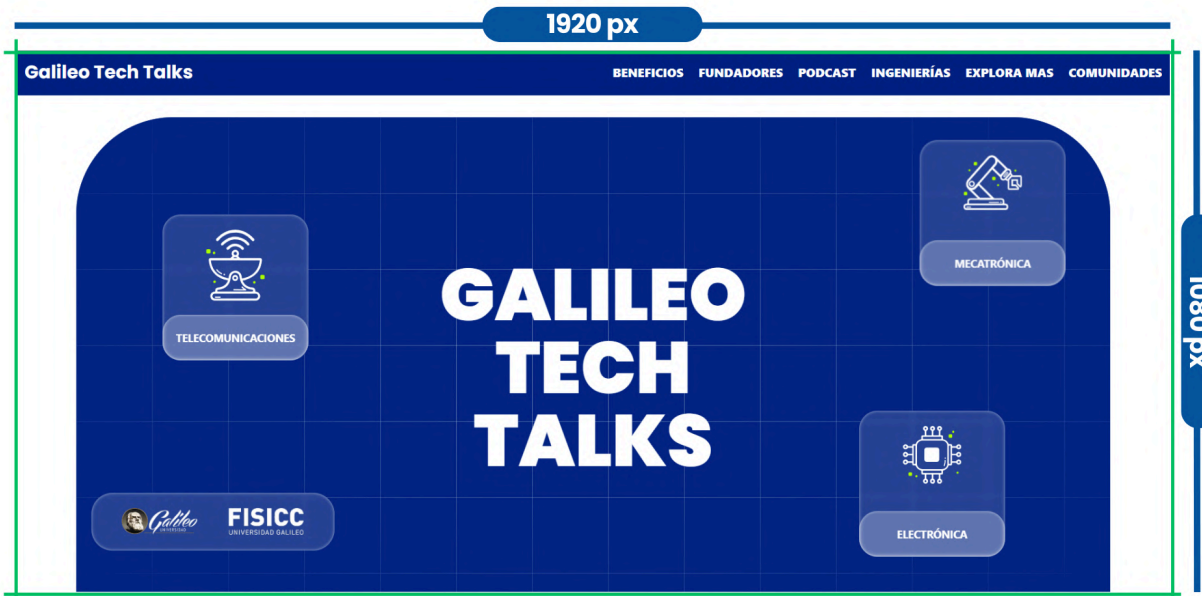 1920 px
Galileo Tech Talks
BENEFICIOS FUNDADORES PODCAST INGENIERÍAS EXPLORA MAS COMUNIDADES
MECATRÓNICA
TELECOMUNICACIONES
GALILEO
TECH
TALKS
ELECTRÓNICA
Galileo
UNIVERSIDAD
FISICC
UNIVERSIDAD GALILEO
1080 px